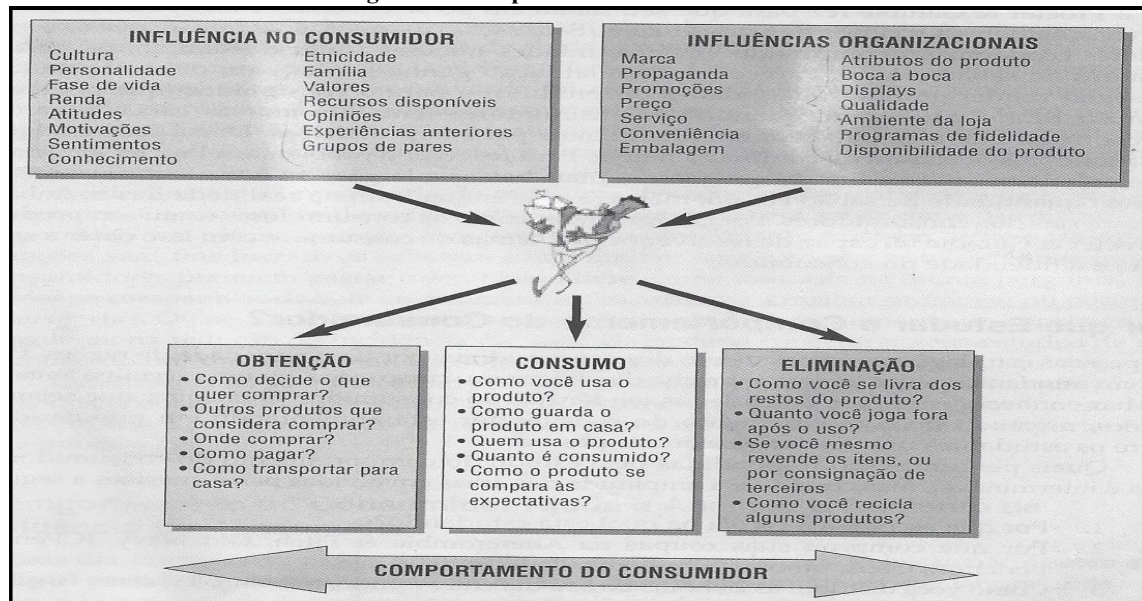 INFLUÊNCIA NO CONSUMIDOR
Cultura
Personalidade
Fase de vida
Renda
Atitudes
Motivações
Sentimentos
Conhecimento
Etnicidade
Família
Valores
Recursos disponíveis
Opiniões
Experiências anteriores
Grupos de pares
INFLUÊNCIAS ORGANIZACIONAIS
Marca
Propaganda
Promoções
Preço
Serviço
Conveniência
Embalagem
Atributos do produto
Boca a boca
Displays
Qualidade
Ambiente da loja
Programas de fidelidade
Disponibilidade do produto
OBTENÇÃO
• Como decide o que
quer comprar?
• Outros produtos que
considera comprar?
• Onde comprar?
• Como pagar?
• Como transportar para
casa?
CONSUMO
• Como você usa o
produto?
• Como guarda o
produto em casa?
• Quem usa o produto?
• Quanto é consumido?
• Como o produto se
compara às
expectativas?
ELIMINAÇÃO
• Como você se livra dos
restos do produto?
• Quanto você joga fora
após o uso?
• Se você mesmo
revende os itens, ou
por consignação de
terceiros
• Como você recicla
alguns produtos?
COMPORTAMENTO DO CONSUMIDOR